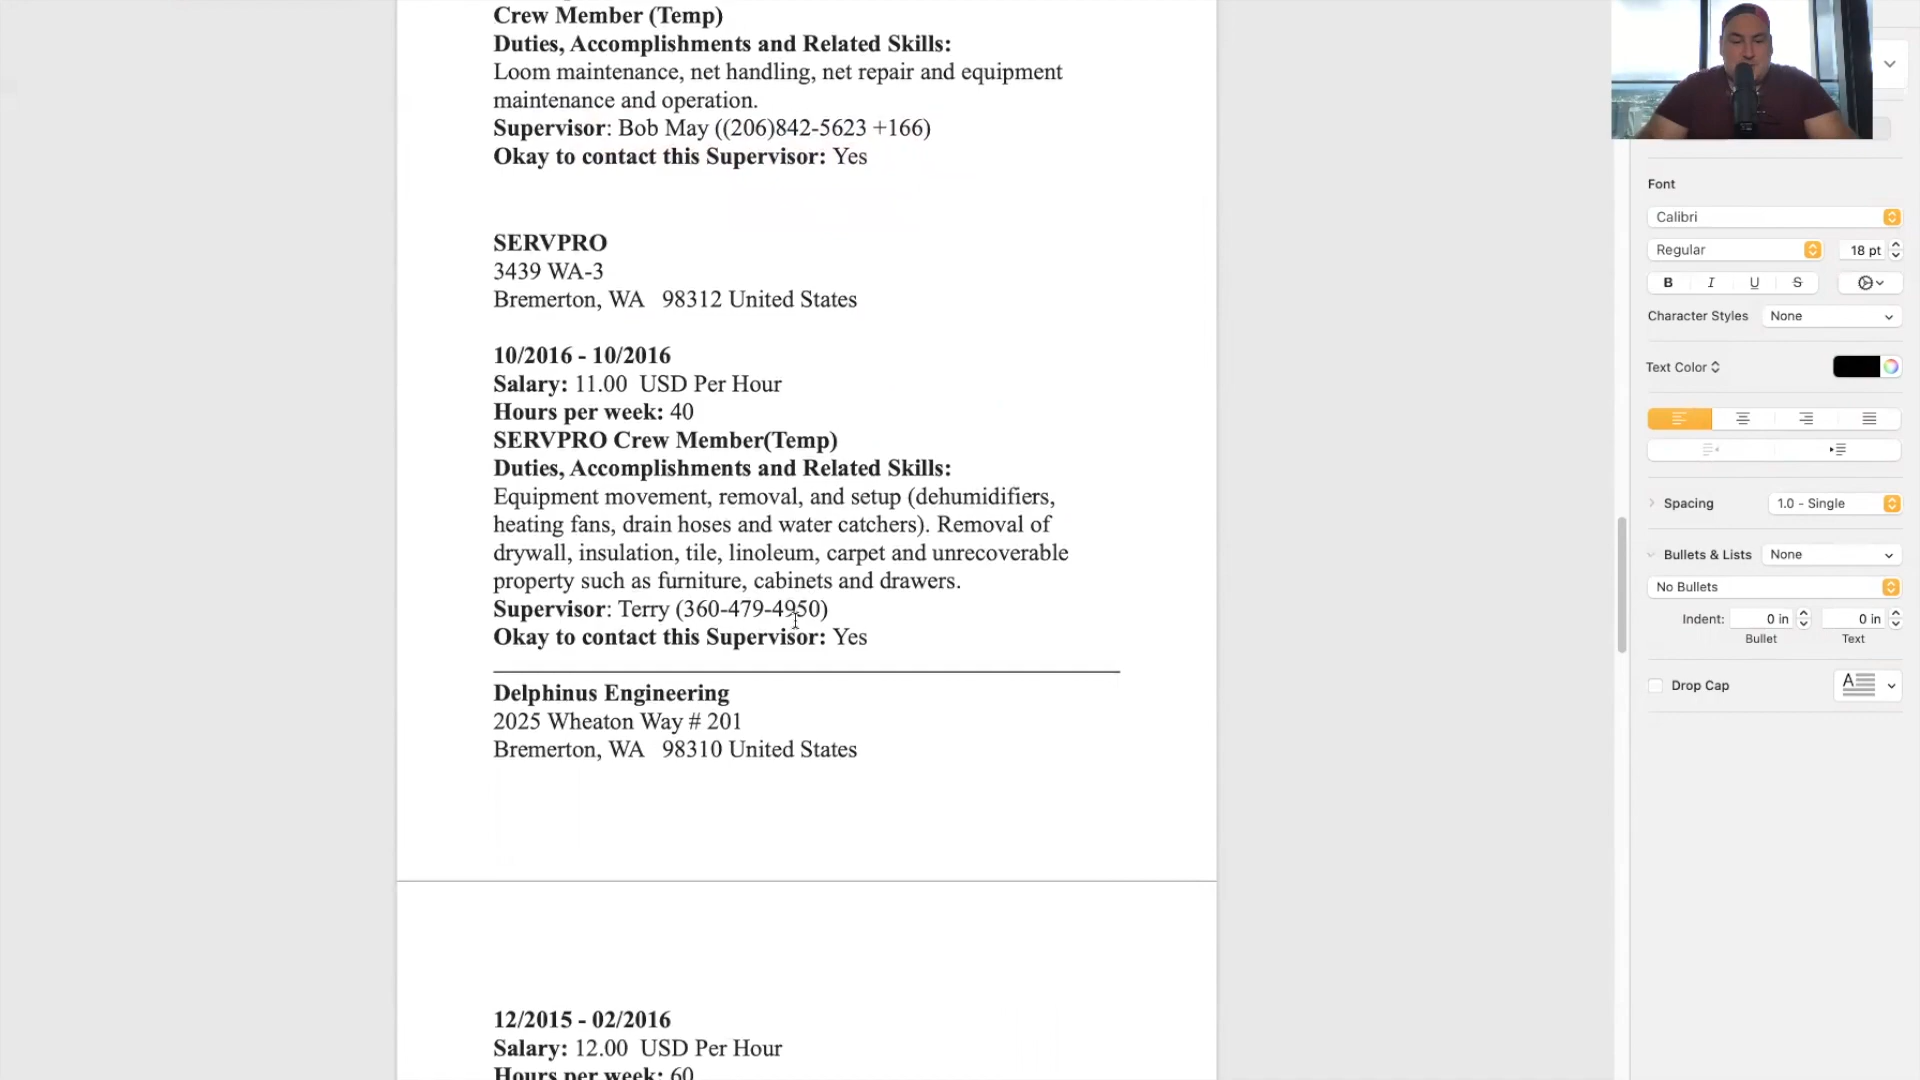 Crew Member (Temp)
Duties, Accomplishments and Related Skills:
Loom maintenance, net handling, net repair and equipment
maintenance and operation.
Supervisor: Bob May ((206)842-5623 +166)
Okay to contact this Supervisor: Yes
SERVPRO
3439 WA-3
Bremerton, WA 98312 United States
10/2016 - 10/2016
Salary: 11.00 USD Per Hour
Hours per week: 40
SERVPRO Crew Member(Temp)
Duties, Accomplishments and Related Skills:
Equipment movement, removal, and setup (dehumidifiers,
heating fans, drain hoses and water catchers). Removal of
drywall, insulation, tile, linoleum, carpet and unrecoverable
property such as furniture, cabinets and drawers.
Supervisor: Terry (360-479-4950)
Okay to contact this Supervisor: Yes
Delphinus Engineering
2025 Wheaton Way # 201
Bremerton, WA 98310 United States
12/2015 - 02/2016
Salary: 12.00 USD Per Hour
Hours per week: 60
Font
Calibri
Regular 18 pt
B I U S
Character Styles None
Text Color
Spacing 1.0 - Single
Bullets & Lists None
No Bullets
Indent: 0 in 0 in
Bullet Text
Drop Cap A